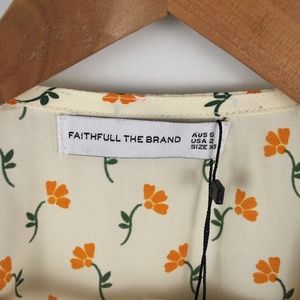 FAITHFULL THE BRAND
AUS 6
USA 2
SIZE XS